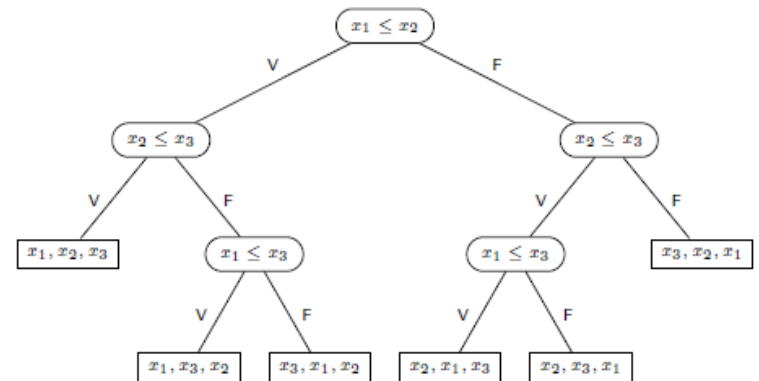 x₁ ≤ x₂
V F
x₂ ≤ x₃ x₂ ≤ x₃
V F V F
x₁, x₂, x₃ x₁ ≤ x₃ x₁ ≤ x₃ x₃, x₂, x₁
V F V F
x₁, x₃, x₂ x₃, x₁, x₂ x₂, x₁, x₃ x₂, x₃, x₁